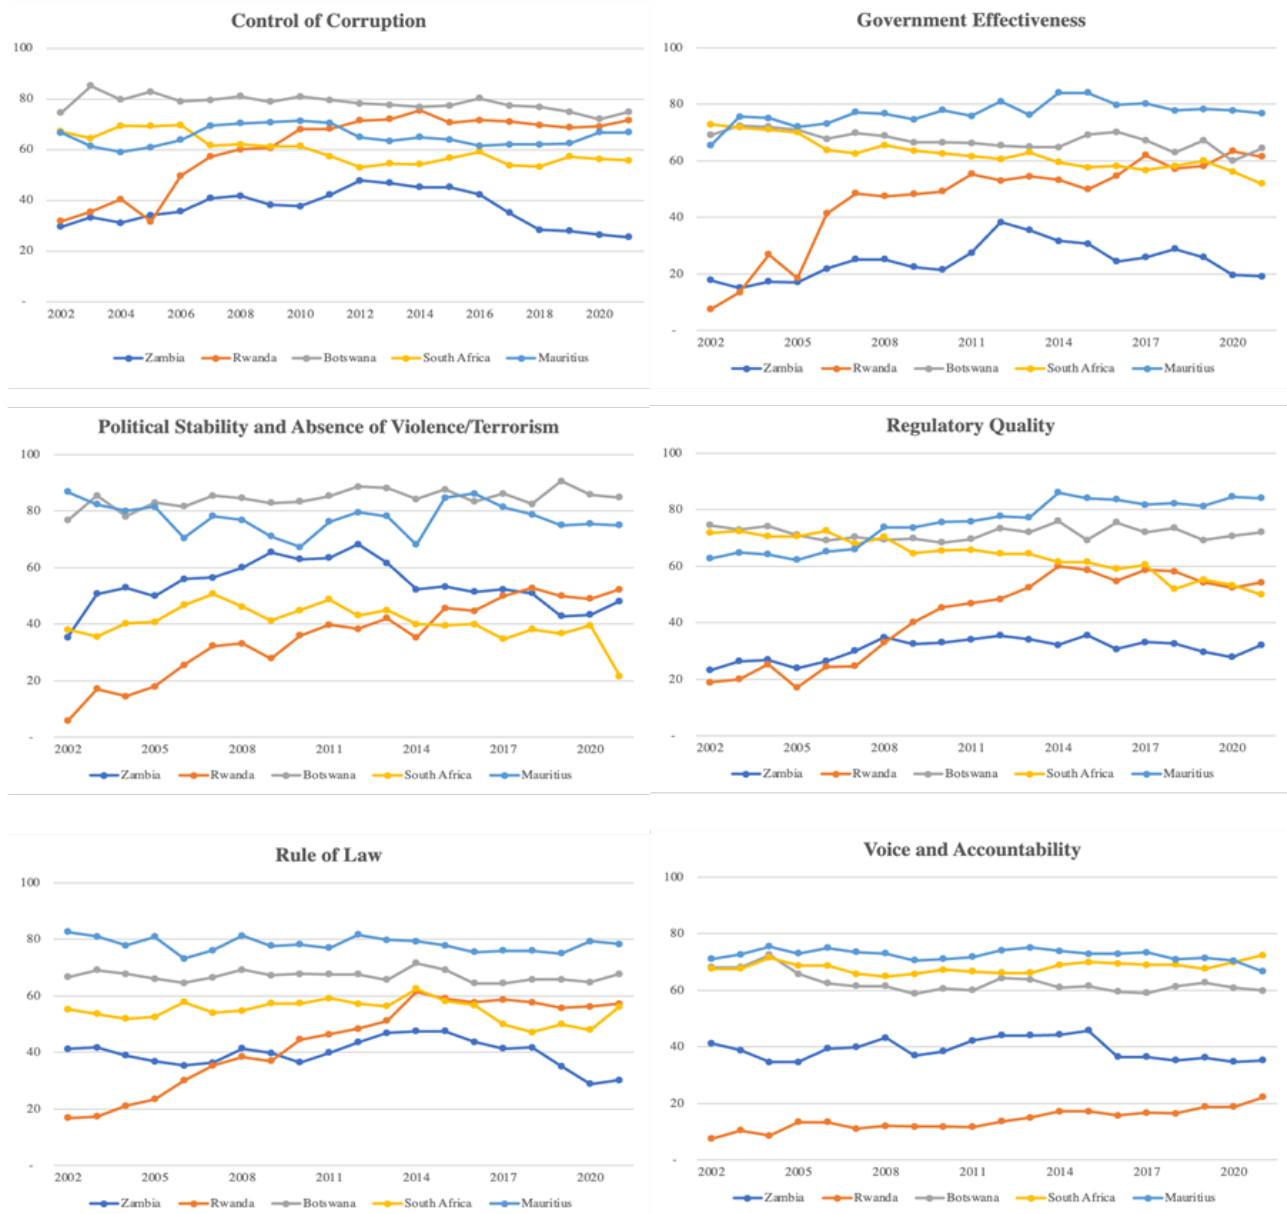 Control of Corruption
100
80
60
40
20
-
2002 2004 2006 2008 2010 2012 2014 2016 2018 2020
Zambia Rwanda Botswana South Africa Mauritius
Government Effectiveness
100
80
60
40
20
-
2002 2005 2008 2011 2014 2017 2020
Zambia Rwanda Botswana South Africa Mauritius
Political Stability and Absence of Violence/Terrorism
100
80
60
40
20
-
2002 2005 2008 2011 2014 2017 2020
Zambia Rwanda Botswana South Africa Mauritius
Regulatory Quality
100
80
60
40
20
-
2002 2005 2008 2011 2014 2017 2020
Zambia Rwanda Botswana South Africa Mauritius
Rule of Law
100
80
60
40
20
-
2002 2005 2008 2011 2014 2017 2020
Zambia Rwanda Botswana South Africa Mauritius
Voice and Accountability
100
80
60
40
20
-
2002 2005 2008 2011 2014 2017 2020
Zambia Rwanda Botswana South Africa Mauritius